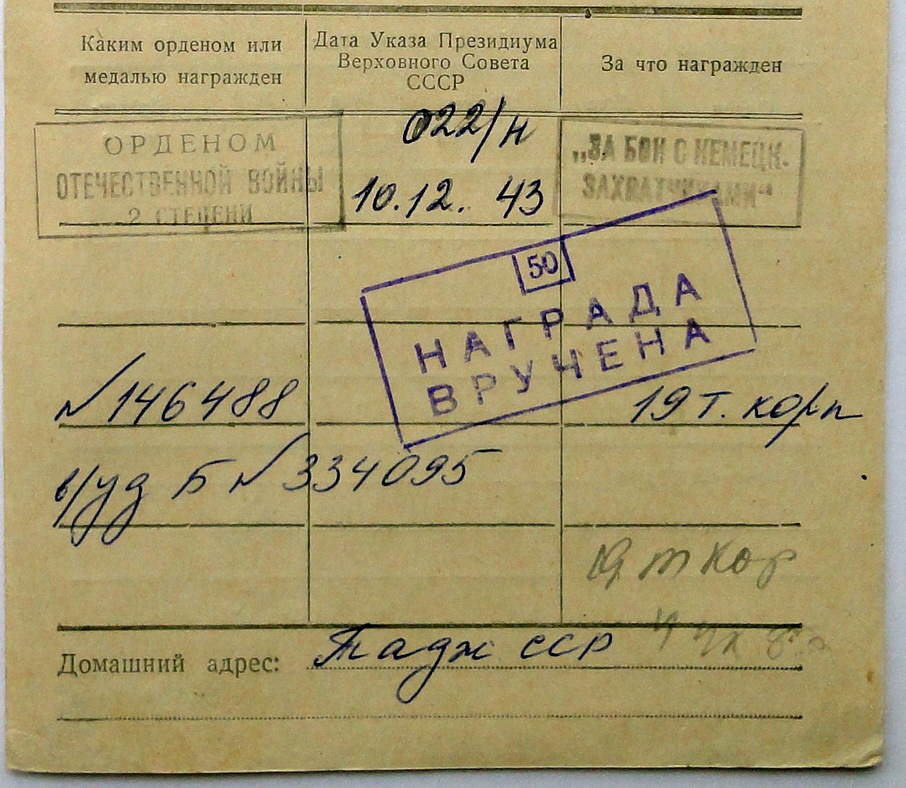 Каким орденом или
медалью награжден
Дата Указа Президиума
Верховного Совета
СССР
За что награжден
ОРДЕНОМ
ОТЕЧЕСТВЕННОЙ ВОЙНЫ
2 СТЕПЕНИ
022/н
10.12. 43
„ЗА БОИ С НЕМЕЦК.
ЗАХВАТЧИКАМИ“
50
НАГРАДА
ВРУЧЕНА
№146488
19 т. корп
в/уд Б №334095
19 т кор
Домашний адрес: Тадж ССР